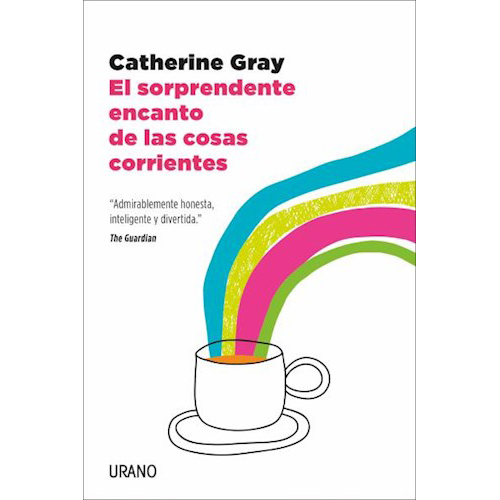 Catherine Gray
El sorprendente
encanto
de las cosas
corrientes
“Admirablemente honesta,
inteligente y divertida.”
The Guardian
URANO